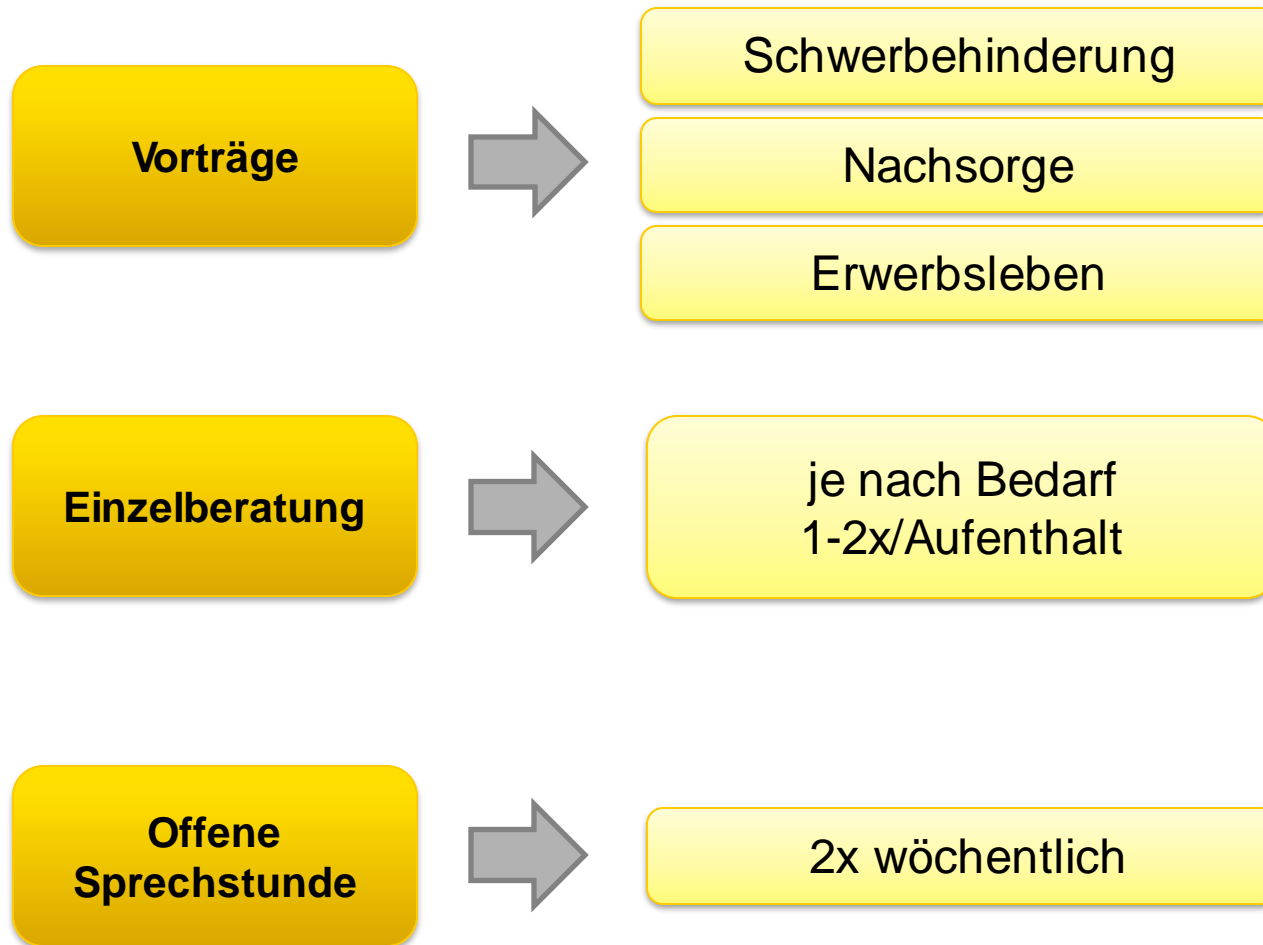 Vorträge
Schwerbehinderung
Nachsorge
Erwerbsleben
Einzelberatung
je nach Bedarf
1-2x/Aufenthalt
Offene
Sprechstunde
2x wöchentlich